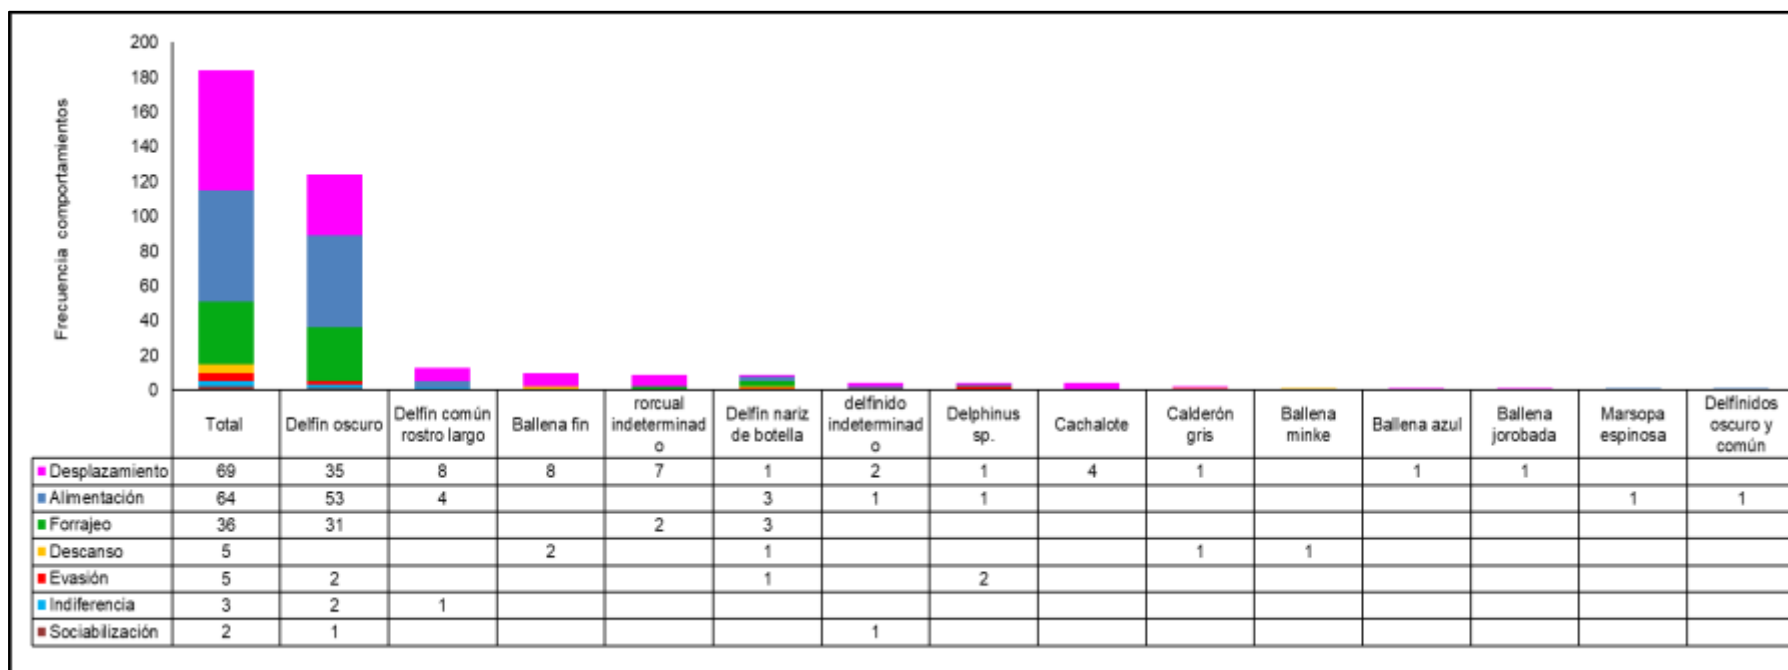 200
180
160
140
120
100
80
60
40
20
0
Frecuencia comportamientos
Total Delfín oscuro Delfín común rostro largo Ballena fin rorcual indeterminad o Delfín nariz de botella delfinido indeterminad o Delphinus sp. Cachalote Calderón gris Ballena minke Ballena azul Ballena jorobada Marsopa espinosa Delfínidos oscuro y común
Desplazamiento 69 35 8 8 7 1 2 1 4 1 1 1
Alimentación 64 53 4 3 1 1 1 1
Forrajeo 36 31 2 3
Descanso 5 2 1 1 1
Evasión 5 2 1 2
Indiferencia 3 2 1
Sociabilización 2 1 1